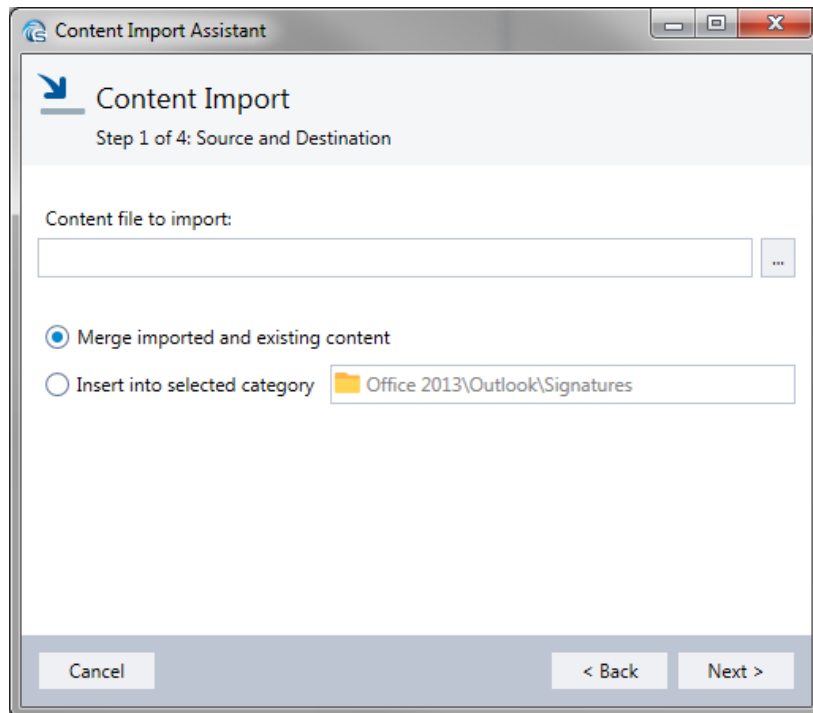 Content Import Assistant
Content Import
Step 1 of 4: Source and Destination
Content file to import:
...
Merge imported and existing content
Insert into selected category Office 2013\Outlook\Signatures
Cancel < Back Next >